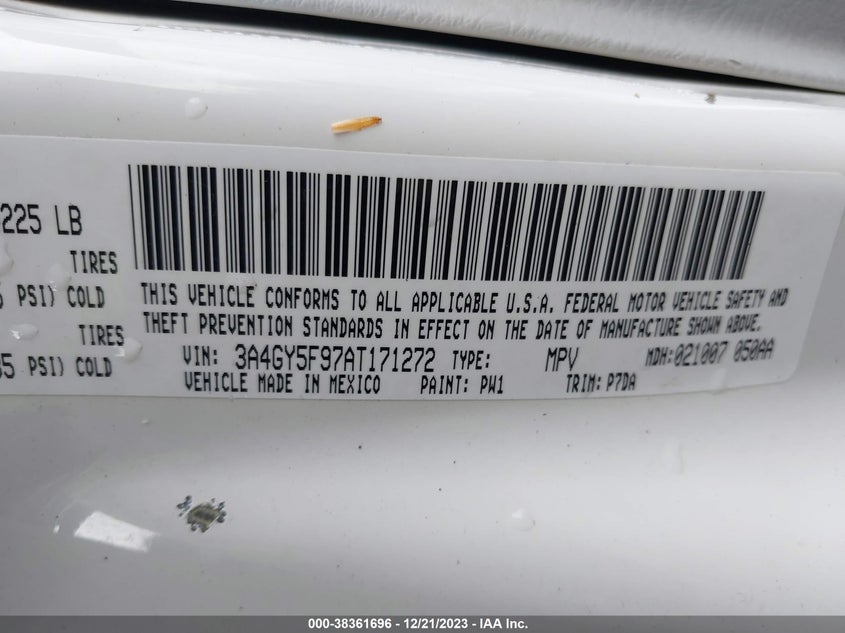 225 LB
TIRES
PSI) COLD
TIRES
PSI) COLD
THIS VEHICLE CONFORMS TO ALL APPLICABLE U.S.A. FEDERAL MOTOR VEHICLE SAFETY AND
THEFT PREVENTION STANDARDS IN EFFECT ON THE DATE OF MANUFACTURE SHOWN ABOVE.
VIN: 3A4GY5F97AT171272 TYPE: MPV MDH:021007 050AA
VEHICLE MADE IN MEXICO PAINT: PW1 TRIM: P7DA
000-38361696 - 12/21/2023 - IAA Inc.